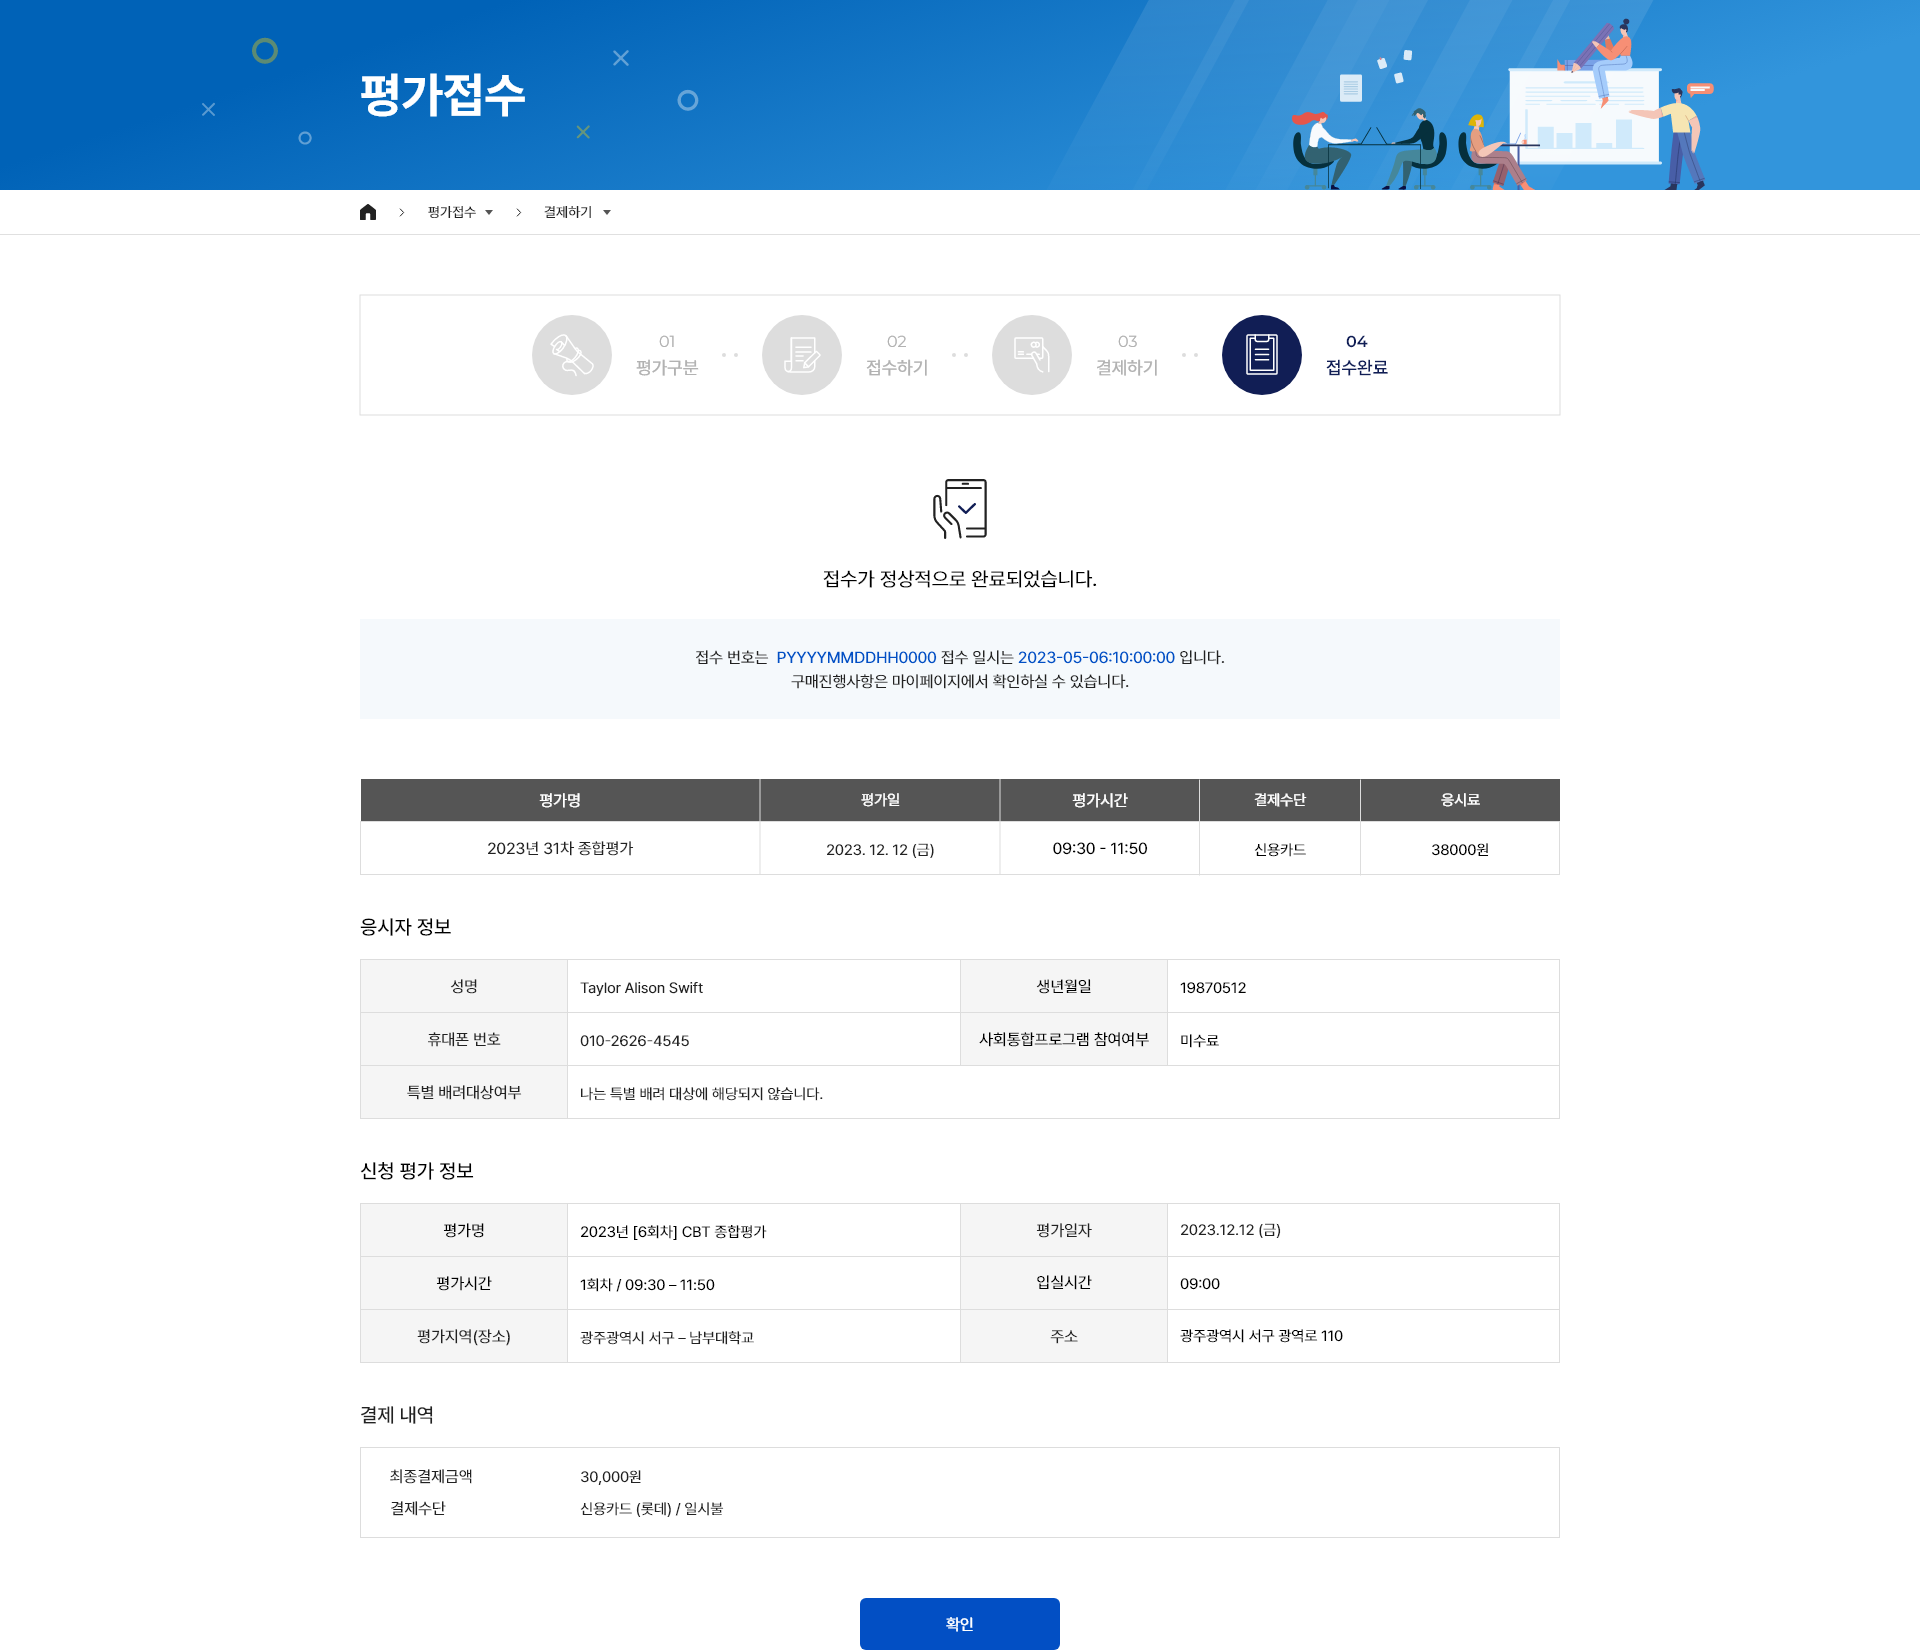 평가접수
평가접수
결제하기
01
평가구분
02
접수하기
03
결제하기
04
접수완료
접수가 정상적으로 완료되었습니다.
접수 번호는 PYYYYMMDDHH0000 접수 일시는 2023-05-06:10:00:00 입니다.
구매진행사항은 마이페이지에서 확인하실 수 있습니다.
평가명 평가일 평가시간 결제수단 응시료
2023년 31차 종합평가 2023. 12. 12 (금) 09:30 - 11:50 신용카드 38000원
응시자 정보
성명 Taylor Alison Swift 생년월일 19870512
휴대폰 번호 010-2626-4545 사회통합프로그램 참여여부 미수료
특별 배려대상여부 나는 특별 배려 대상에 해당되지 않습니다.
신청 평가 정보
평가명 2023년 [6회차] CBT 종합평가 평가일자 2023.12.12 (금)
평가시간 1회차 / 09:30 – 11:50 입실시간 09:00
평가지역(장소) 광주광역시 서구 – 남부대학교 주소 광주광역시 서구 광역로 110
결제 내역
최종결제금액 30,000원
결제수단 신용카드 (롯데) / 일시불
확인